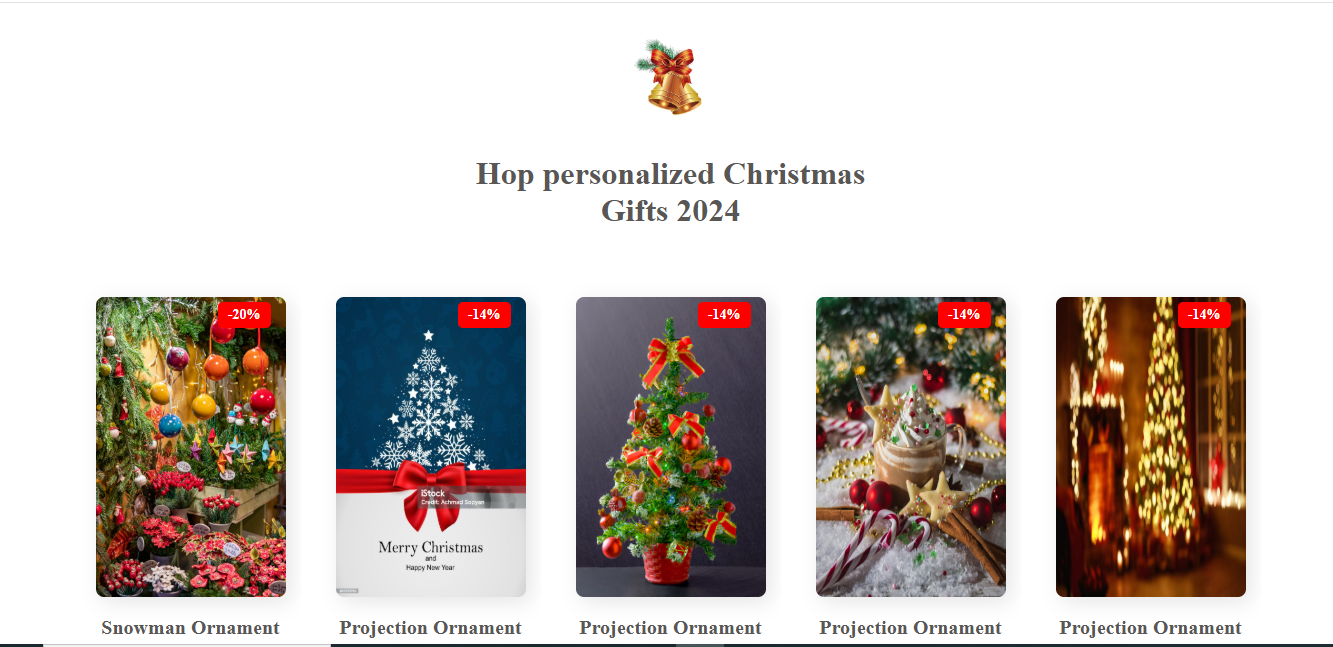 Hop personalized Christmas
Gifts 2024
-20%
-14%
-14%
-14%
-14%
iStock
Credit: Achmad Sopyan
Merry Christmas
and
Happy New Year
Snowman Ornament
Projection Ornament
Projection Ornament
Projection Ornament
Projection Ornament